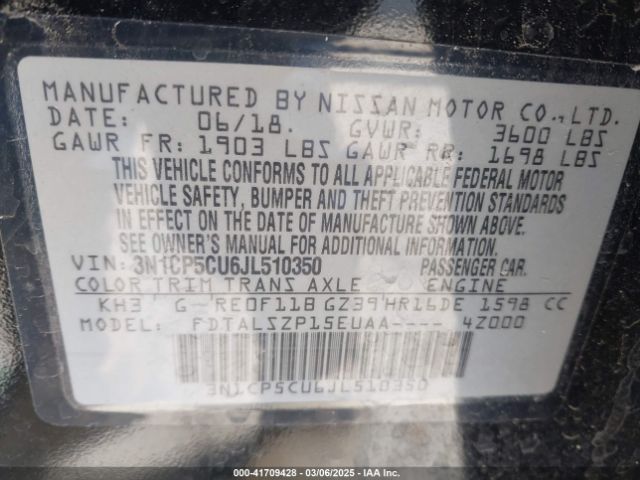 MANUFACTURED BY NISSAN MOTOR CO., LTD.
DATE: 06/18. GVWR: 3600 LBS
GAWR FR: 1903 LBS GAWR RR: 1698 LBS
THIS VEHICLE CONFORMS TO ALL APPLICABLE FEDERAL MOTOR
VEHICLE SAFETY, BUMPER AND THEFT PREVENTION STANDARDS
IN EFFECT ON THE DATE OF MANUFACTURE SHOWN ABOVE.
SEE OWNER'S MANUAL FOR ADDITIONAL INFORMATION
VIN: 3N1CP5CU6JL510350 PASSENGER CAR.
COLOR TRIM TRANS AXLE ENGINE
KH3 G RE0F11B GZ39 HR16DE 1598 CC
MODEL: FDTALSZP15EUAA---- 4Z000
3N1CP5CU6JL510350
000-41709428 - 03/06/2025 - IAA Inc.